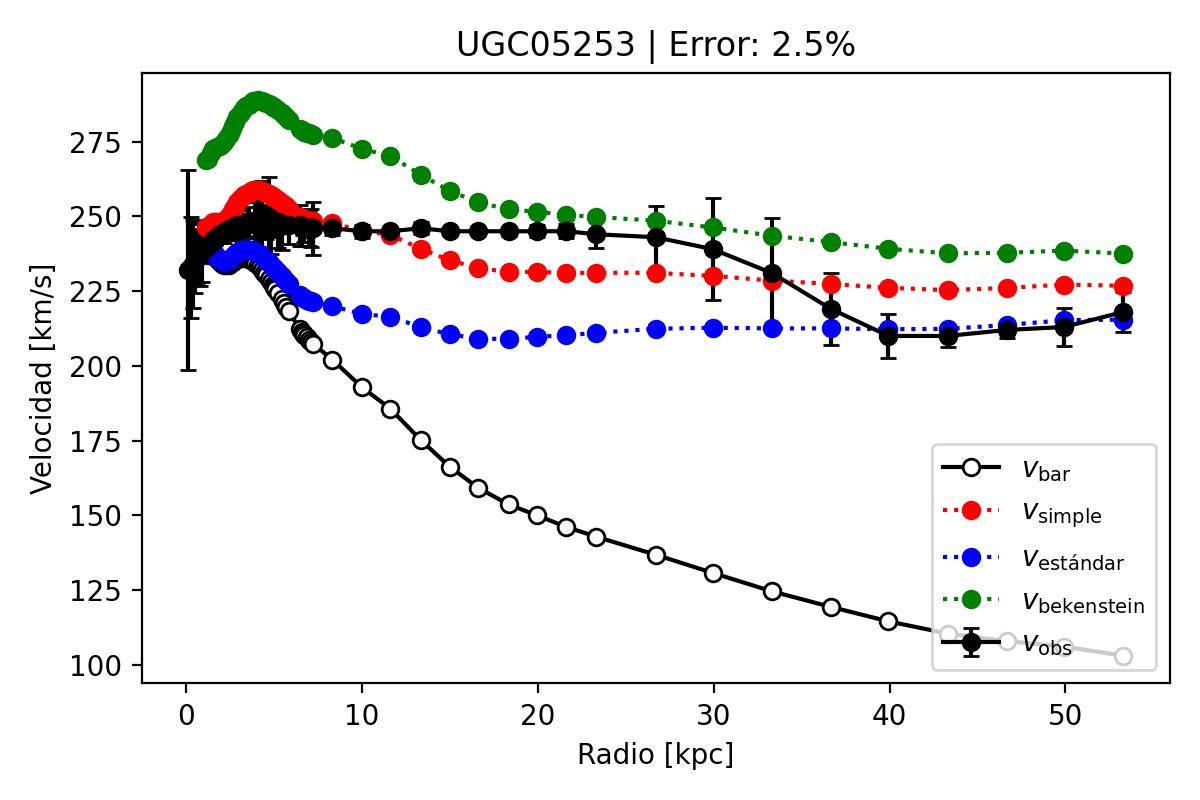 UGC05253 | Error: 2.5%
Velocidad [km/s]
275
250
225
200
175
150
125
100
0 10 20 30 40 50
Radio [kpc]
v_bar
v_simple
v_estándar
v_bekenstein
v_obs